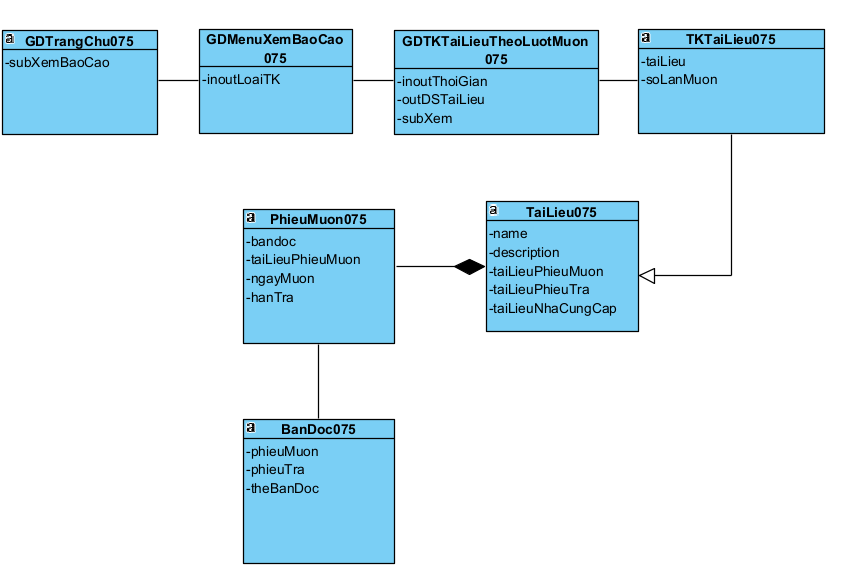 a GDTrangChu075
-subXemBaoCao
GDMenuXemBaoCao
075
-inoutLoaiTK
GDTKTaiLieuTheoLuotMuon
075
-inoutThoiGian
-outDSTaiLieu
-subXem
a TKTaiLieu075
-taiLieu
-soLanMuon
a PhieuMuon075
-bandoc
-taiLieuPhieuMuon
-ngayMuon
-hanTra
a TaiLieu075
-name
-description
-taiLieuPhieuMuon
-taiLieuPhieuTra
-taiLieuNhaCungCap
a BanDoc075
-phieuMuon
-phieuTra
-theBanDoc